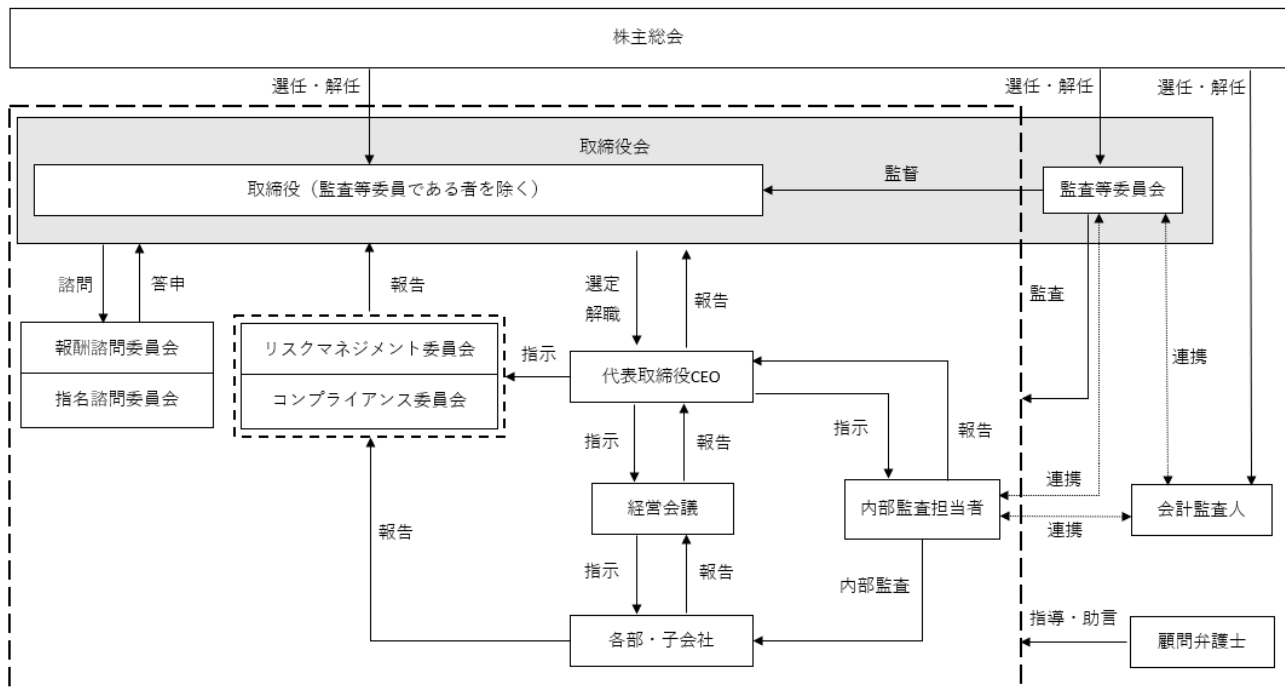 株主総会
選任・解任
選任・解任
選任・解任
取締役会
取締役（監査等委員である者を除く）
監督
監査等委員会
諮問
答申
報告
選定
解職
報告
監査
報酬諮問委員会
指名諮問委員会
リスクマネジメント委員会
コンプライアンス委員会
指示
代表取締役CEO
連携
指示
報告
指示
報告
経営会議
内部監査担当者
連携
会計監査人
連携
報告
指示
報告
内部監査
各部・子会社
指導・助言
顧問弁護士